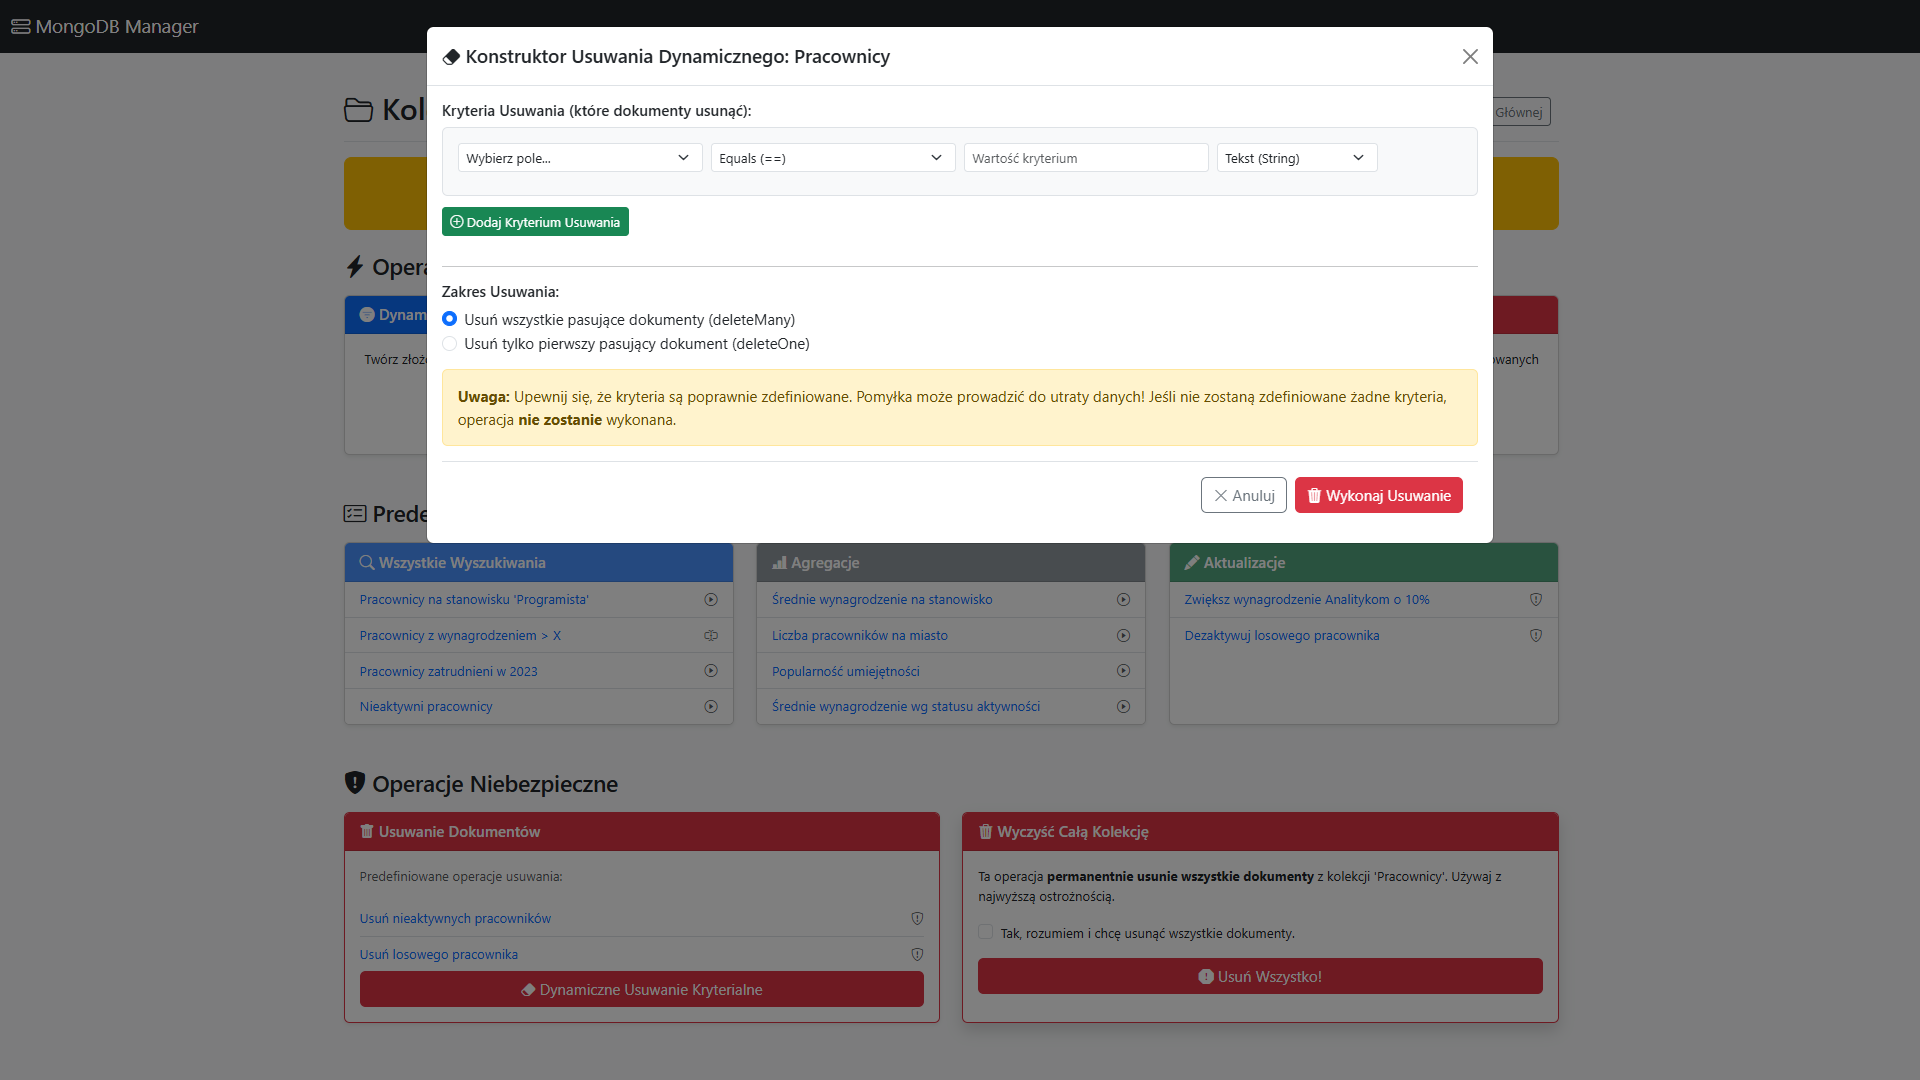 MongoDB Manager
Konstruktor Usuwania Dynamicznego: Pracownicy
Kol
Głównej
Kryteria Usuwania (które dokumenty usunąć):
Wybierz pole...
Equals (==)
Wartość kryterium
Tekst (String)
Dodaj Kryterium Usuwania
Opera
Zakres Usuwania:
Dynam
Usuń wszystkie pasujące dokumenty (deleteMany)
Usuń tylko pierwszy pasujący dokument (deleteOne)
Twórz złoże
owanych
Uwaga: Upewnij się, że kryteria są poprawnie zdefiniowane. Pomyłka może prowadzić do utraty danych! Jeśli nie zostaną zdefiniowane żadne kryteria,
operacja nie zostanie wykonana.
Anuluj
Wykonaj Usuwanie
Prede
Wszystkie Wyszukiwania
Pracownicy na stanowisku 'Programista'
Pracownicy z wynagrodzeniem > X
Pracownicy zatrudnieni w 2023
Nieaktywni pracownicy
Agregacje
Średnie wynagrodzenie na stanowisko
Liczba pracowników na miasto
Popularność umiejętności
Średnie wynagrodzenie wg statusu aktywności
Aktualizacje
Zwiększ wynagrodzenie Analitykom o 10%
Dezaktywuj losowego pracownika
Operacje Niebezpieczne
Usuwanie Dokumentów
Predefiniowane operacje usuwania:
Usuń nieaktywnych pracowników
Usuń losowego pracownika
Dynamiczne Usuwanie Kryterialne
Wyczyść Całą Kolekcję
Ta operacja permanentnie usunie wszystkie dokumenty z kolekcji 'Pracownicy'. Używaj z
najwyższą ostrożnością.
Tak, rozumiem i chcę usunąć wszystkie dokumenty.
Usuń Wszystko!